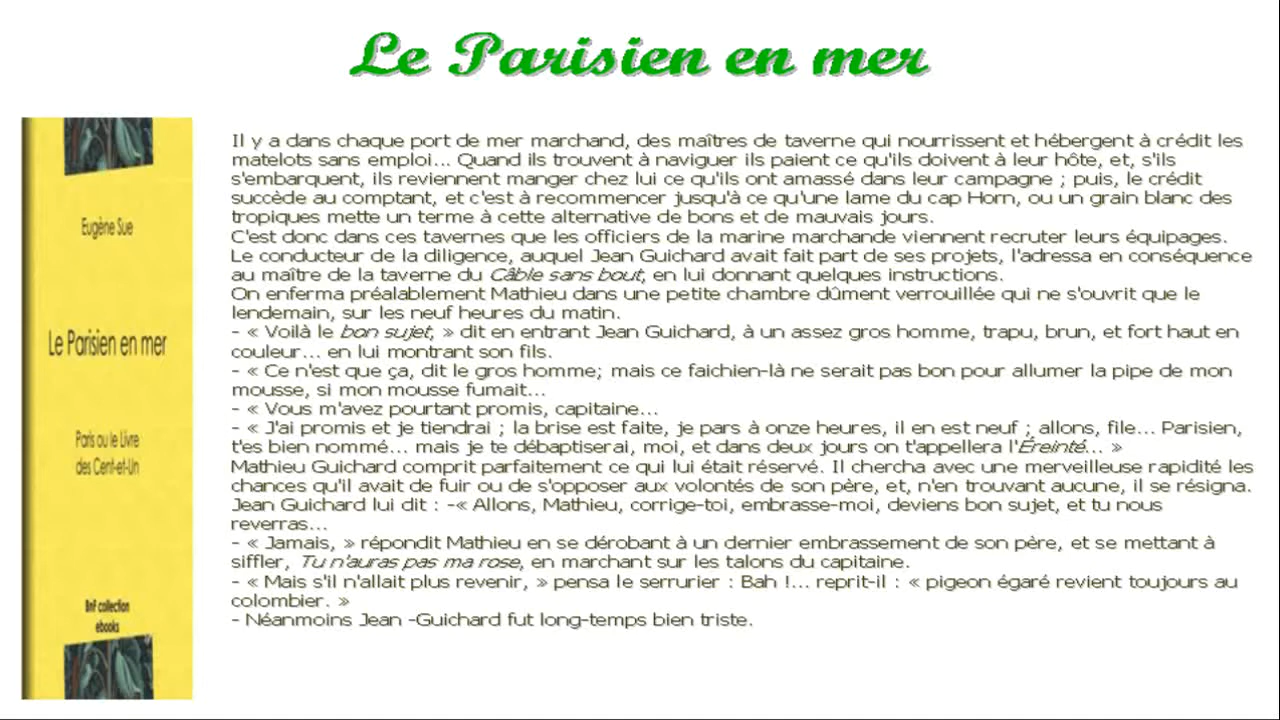 Le Parisien en mer
Eugène Sue
Le Parisien en mer
Paris ou le Livre
des Cent-et-Un
BnF collection
ebooks
Il y a dans chaque port de mer marchand, des maîtres de taverne qui nourrissent et hébergent à crédit les
matelots sans emploi... Quand ils trouvent à naviguer ils paient ce qu'ils doivent à leur hôte, et, s'ils
s'embarquent, ils reviennent manger chez lui ce qu'ils ont amassé dans leur campagne ; puis, le crédit
succède au comptant, et c'est à recommencer jusqu'à ce qu'une lame du cap Horn, ou un grain blanc des
tropiques mette un terme à cette alternative de bons et de mauvais jours.
C'est donc dans ces tavernes que les officiers de la marine marchande viennent recruter leurs équipages.
Le conducteur de la diligence, auquel Jean Guichard avait fait part de ses projets, l'adressa en conséquence
au maître de la taverne du Câble sans bout, en lui donnant quelques instructions.
On enferma préalablement Mathieu dans une petite chambre dûment verrouillée qui ne s'ouvrit que le
lendemain, sur les neuf heures du matin.
- « Voilà le bon sujet, » dit en entrant Jean Guichard, à un assez gros homme, trapu, brun, et fort haut en
couleur... en lui montrant son fils.
- « Ce n'est que ça, dit le gros homme; mais ce faichien-là ne serait pas bon pour allumer la pipe de mon
mousse, si mon mousse fumait...
- « Vous m'avez pourtant promis, capitaine...
- « J'ai promis et je tiendrai ; la brise est faite, je pars à onze heures, il en est neuf ; allons, file... Parisien,
t'es bien nommé... mais je te débaptiserai, moi, et dans deux jours on t'appellera l'Éreinté... »
Mathieu Guichard comprit parfaitement ce qui lui était réservé. Il chercha avec une merveilleuse rapidité les
chances qu'il avait de fuir ou de s'opposer aux volontés de son père, et, n'en trouvant aucune, il se résigna.
Jean Guichard lui dit : -« Allons, Mathieu, corrige-toi, embrasse-moi, deviens bon sujet, et tu nous
reverras...
- « Jamais, » répondit Mathieu en se dérobant à un dernier embrassement de son père, et se mettant à
siffler, Tu n'auras pas ma rose, en marchant sur les talons du capitaine.
- « Mais s'il n'allait plus revenir, » pensa le serrurier : Bah !... reprit-il : « pigeon égaré revient toujours au
colombier. »
- Néanmoins Jean -Guichard fut long-temps bien triste.